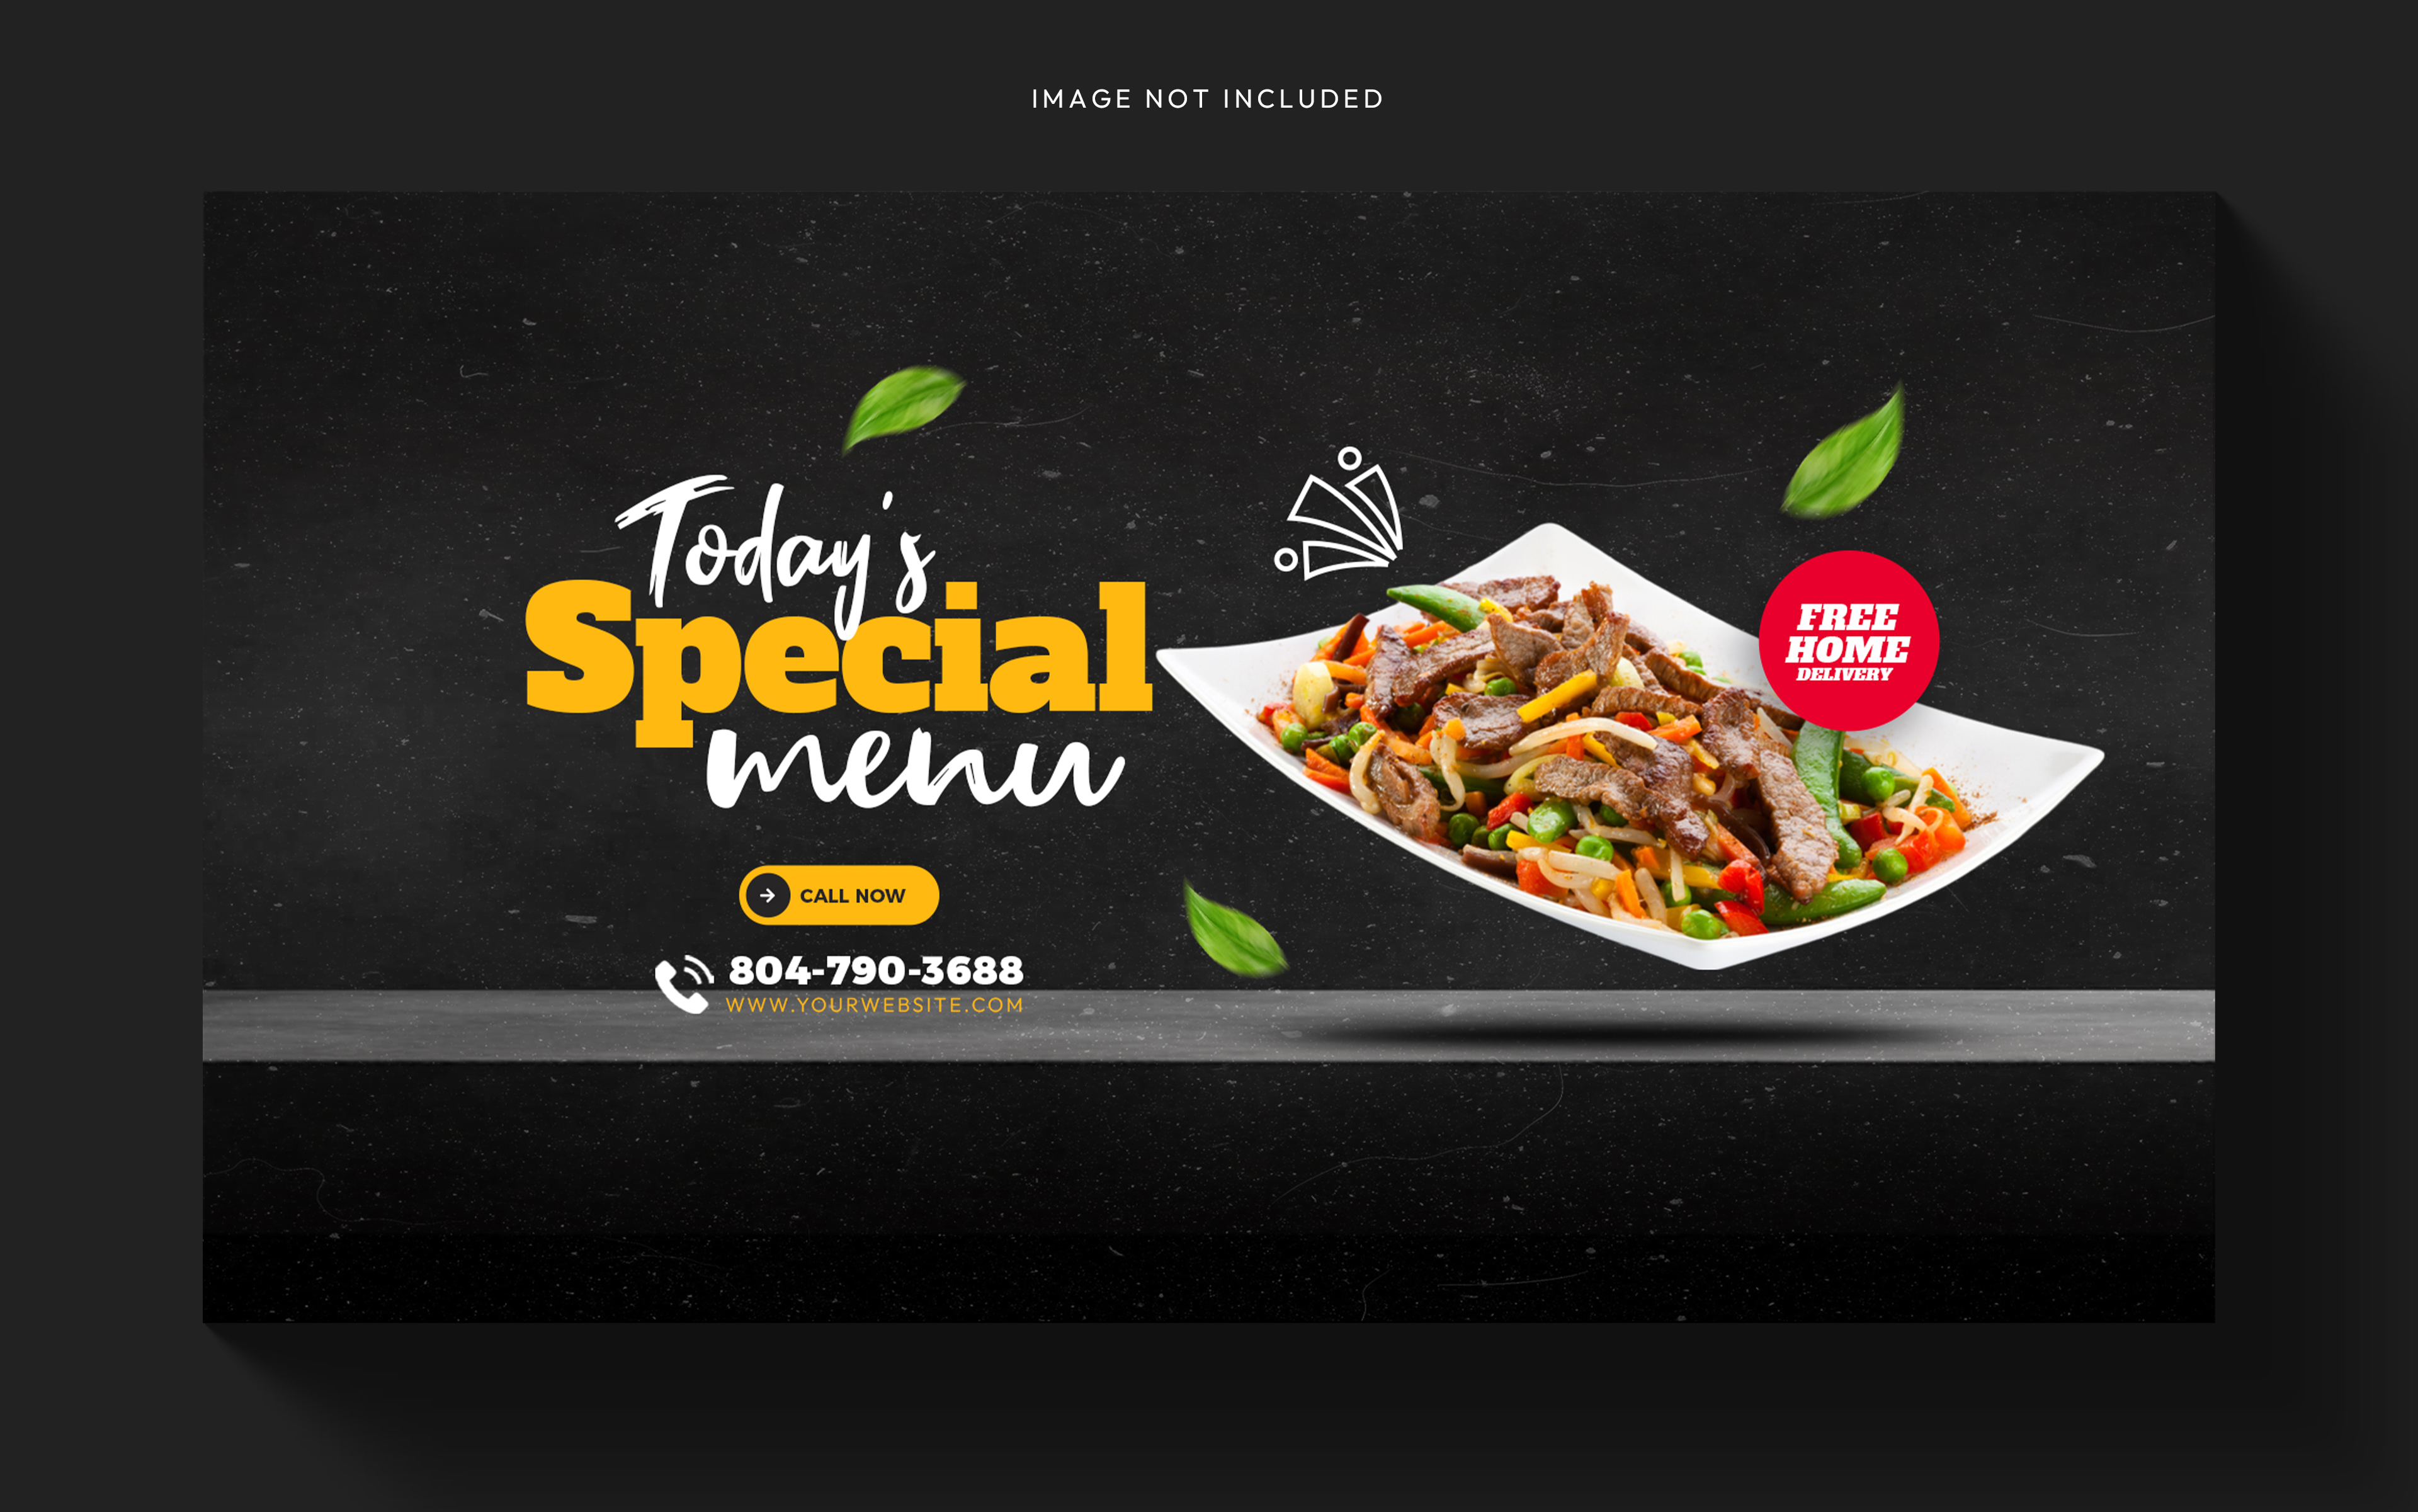 IMAGE NOT INCLUDED
Today's
Special
menu
CALL NOW
804-790-3688
WWW.YOURWEBSITE.COM
FREE
HOME
DELIVERY